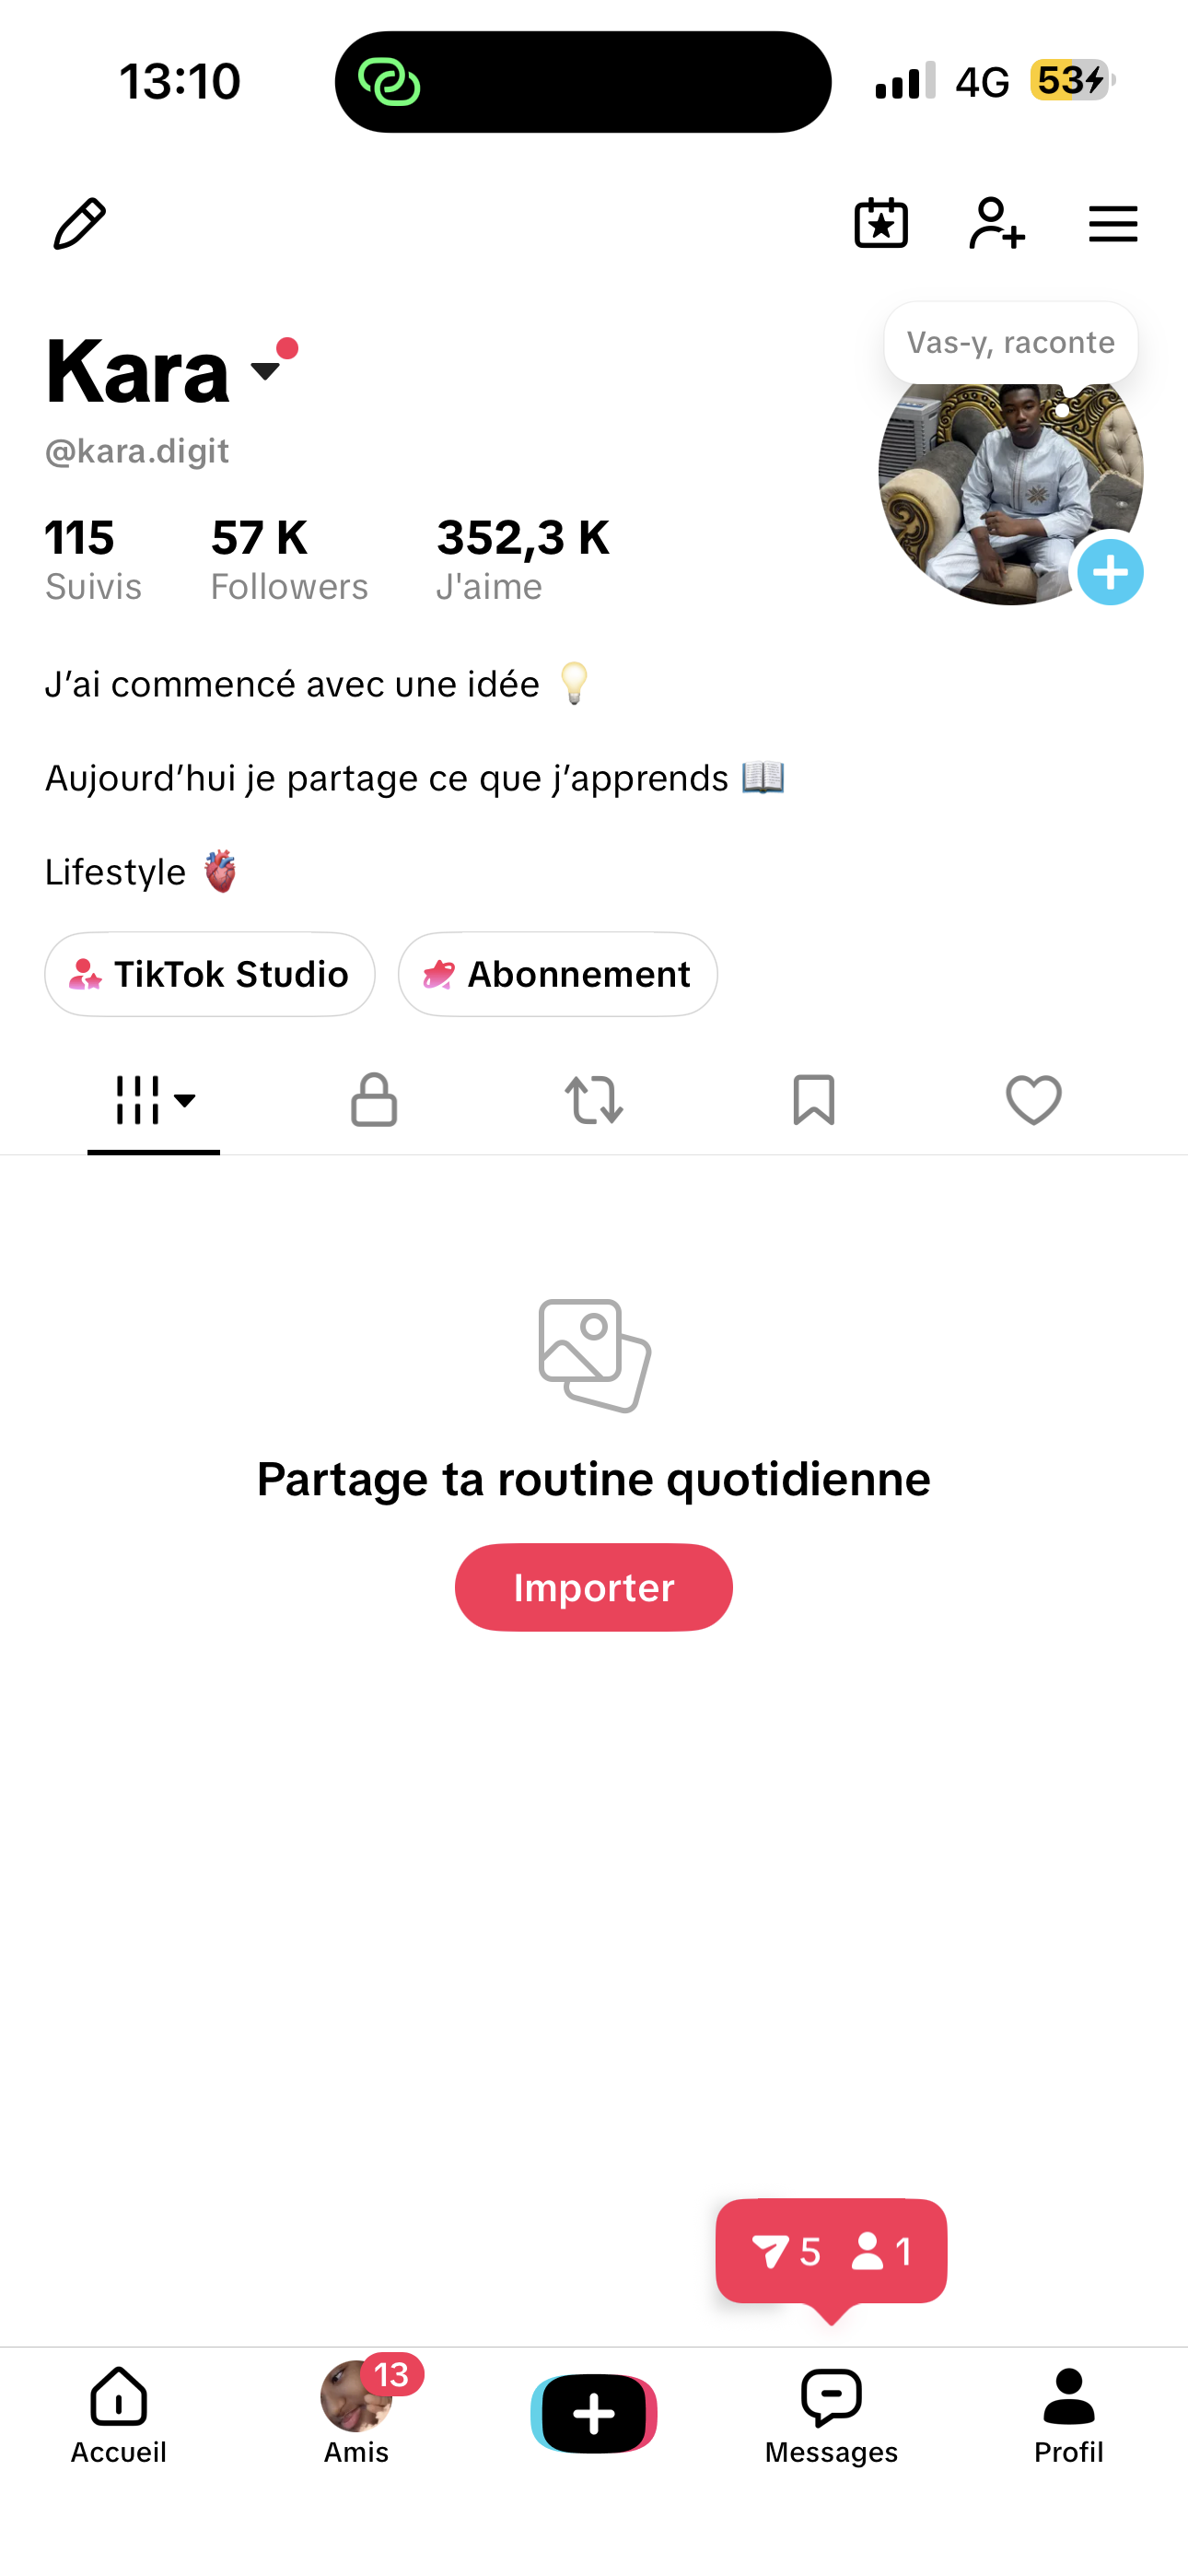 13:10
4G 53
Vas-y, raconte
Kara
@kara.digit
115 57 K 352,3 K
Suivis Followers J'aime
J’ai commencé avec une idée 💡
Aujourd’hui je partage ce que j’apprends 📖
Lifestyle 🫀
TikTok Studio Abonnement
Partage ta routine quotidienne
Importer
5 1
13
Accueil Amis Messages Profil